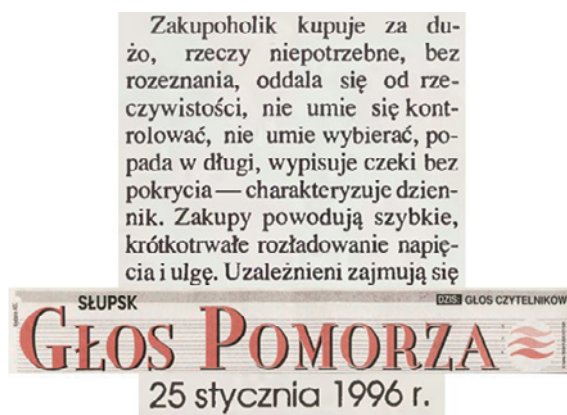 Zakupoholik kupuje za du-
żo, rzeczy niepotrzebne, bez
rozeznania, oddala się od rze-
czywistości, nie umie się kont-
rolować, nie umie wybierać, po-
pada w długi, wypisuje czeki bez
pokrycia — charakteryzuje dzien-
nik. Zakupy powodują szybkie,
krótkotrwałe rozładowanie napię-
cia i ulgę. Uzależnieni zajmują się
SŁUPSK
DZIŚ: GŁOS CZYTELNIKÓW
GŁOS POMORZA
25 stycznia 1996 r.